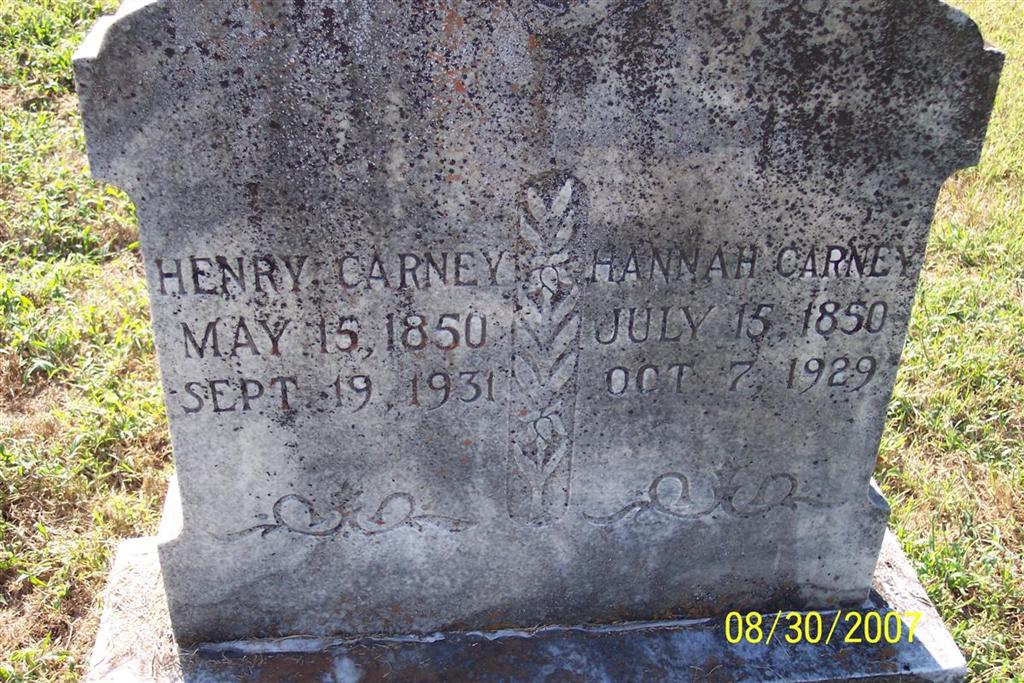 HENRY CARNEY
MAY 15, 1850
SEPT 19 1931
HANNAH CARNEY
JULY 15, 1850
OCT 7, 1929
08/30/2007